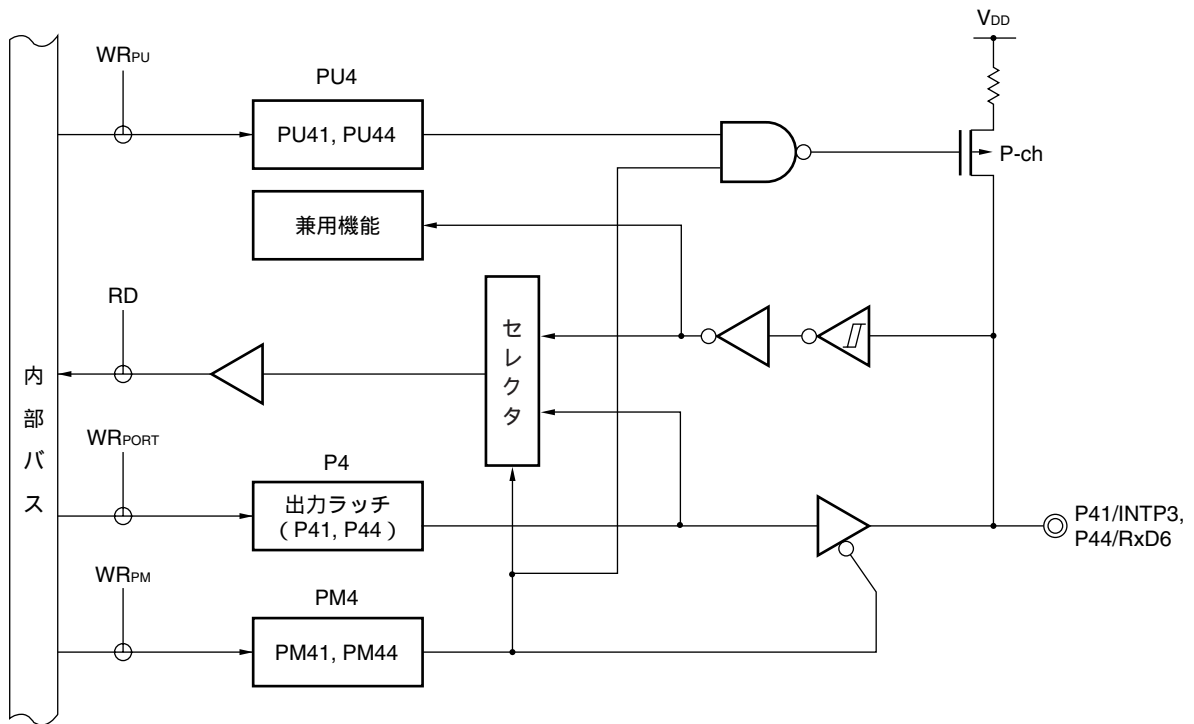 VDD
WRPU
PU4
PU41, PU44
P-ch
兼用機能
RD
セレクタ
内部バス
WRPORT
P4
出力ラッチ
( P41, P44 )
P41/INTP3,
P44/RxD6
WRPM
PM4
PM41, PM44